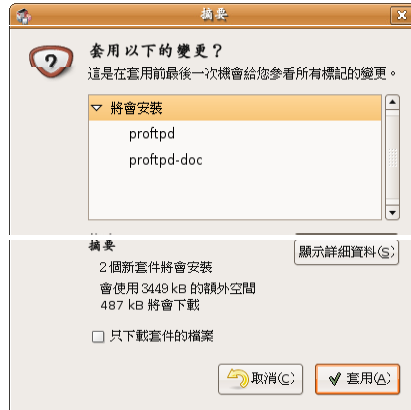 摘要
套用以下的變更？
這是在套用前最後一次機會給您參看所有標記的變更。
將會安裝
proftpd
proftpd-doc
摘要
顯示詳細資料(S)
2 個新套件將會安裝
會使用 3449 kB 的額外空間
487 kB 將會下載
只下載套件的檔案
取消(C)
套用(A)